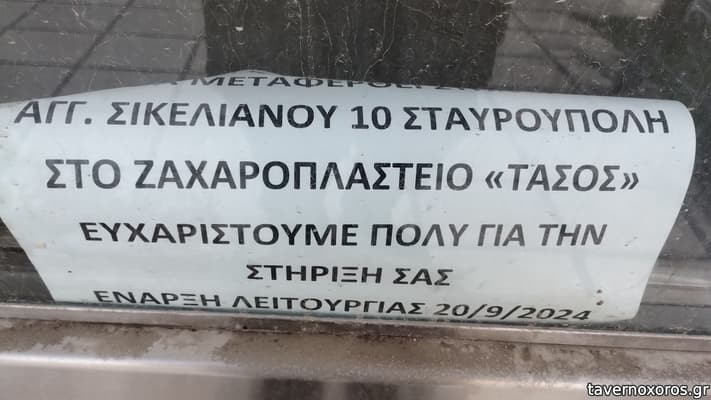 ΑΓΓ. ΣΙΚΕΛΙΑΝΟΥ 10 ΣΤΑΥΡΟΥΠΟΛΗ
ΣΤΟ ΖΑΧΑΡΟΠΛΑΣΤΕΙΟ «ΤΑΣΟΣ»
ΕΥΧΑΡΙΣΤΟΥΜΕ ΠΟΛΥ ΓΙΑ ΤΗΝ
ΣΤΗΡΙΞΗ ΣΑΣ
ΕΝΑΡΞΗ ΛΕΙΤΟΥΡΓΙΑΣ 20/9/2024
tavernoxoros.gr